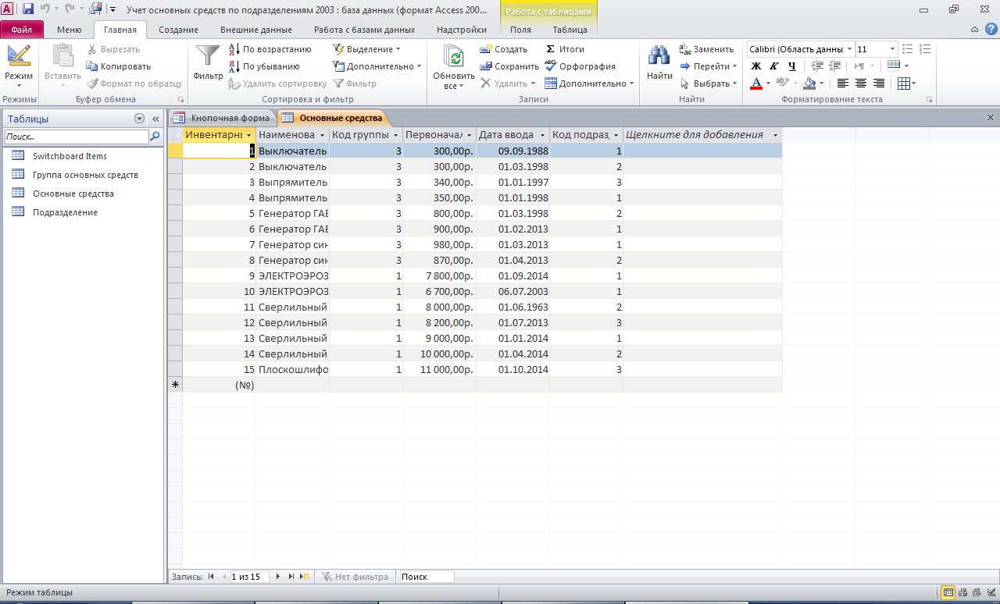 Учет основных средств по подразделениям 2003 : база данных (формат Access 200...
Работа с таблицами
Файл Меню Главная Создание Внешние данные Работа с базами данных Надстройки Поля Таблица
Режим
Режимы
Вставить
Вырезать
Копировать
Формат по образцу
Буфер обмена
Фильтр
По возрастанию
По убыванию
Удалить сортировку
Выделение
Дополнительно
Фильтр
Сортировка и фильтр
Обновить
все
Создать
Сохранить
Удалить
Итоги
Орфография
Дополнительно
Записи
Найти
Заменить
Перейти
Выбрать
Найти
Calibri (Область данны 11
Ж К Ч
Форматирование текста
Таблицы
Поиск...
Switchboard Items
Группа основных средств
Основные средства
Подразделение
Кнопочная форма Основные средства
Инвентарны Наименова Код группы Первоначал Дата ввода Код подразд Щелкните для добавления
1 Выключатель 3 300,00р. 09.09.1988 1
2 Выключатель 3 300,00р. 01.03.1998 2
3 Выпрямитель 3 340,00р. 01.01.1997 3
4 Выпрямитель 3 350,00р. 01.01.1998 1
5 Генератор ГАЕ 3 800,00р. 01.03.1998 2
6 Генератор ГАЕ 3 900,00р. 01.02.2013 1
7 Генератор син 3 980,00р. 01.03.2013 1
8 Генератор син 3 870,00р. 01.04.2013 2
9 ЭЛЕКТРОЭРОЗ 1 7 800,00р. 01.09.2014 1
10 ЭЛЕКТРОЭРОЗ 1 6 700,00р. 06.07.2003 1
11 Сверлильный 1 8 000,00р. 01.06.1963 2
12 Сверлильный 1 8 200,00р. 01.07.2013 3
13 Сверлильный 1 9 000,00р. 01.01.2014 1
14 Сверлильный 1 10 000,00р. 01.04.2014 2
15 Плоскошлифо 1 11 000,00р. 01.10.2014 3
(№)
Запись: 1 из 15 Нет фильтра Поиск
Режим таблицы